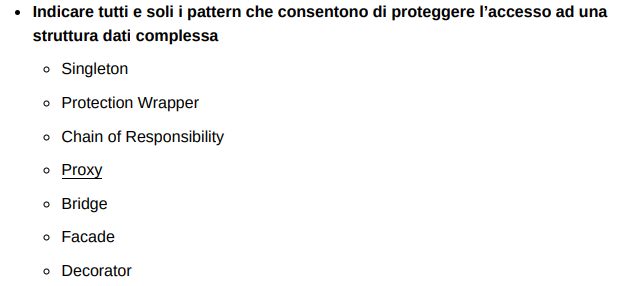 Indicare tutti e soli i pattern che consentono di proteggere l’accesso ad una
struttura dati complessa
Singleton
Protection Wrapper
Chain of Responsibility
Proxy
Bridge
Facade
Decorator